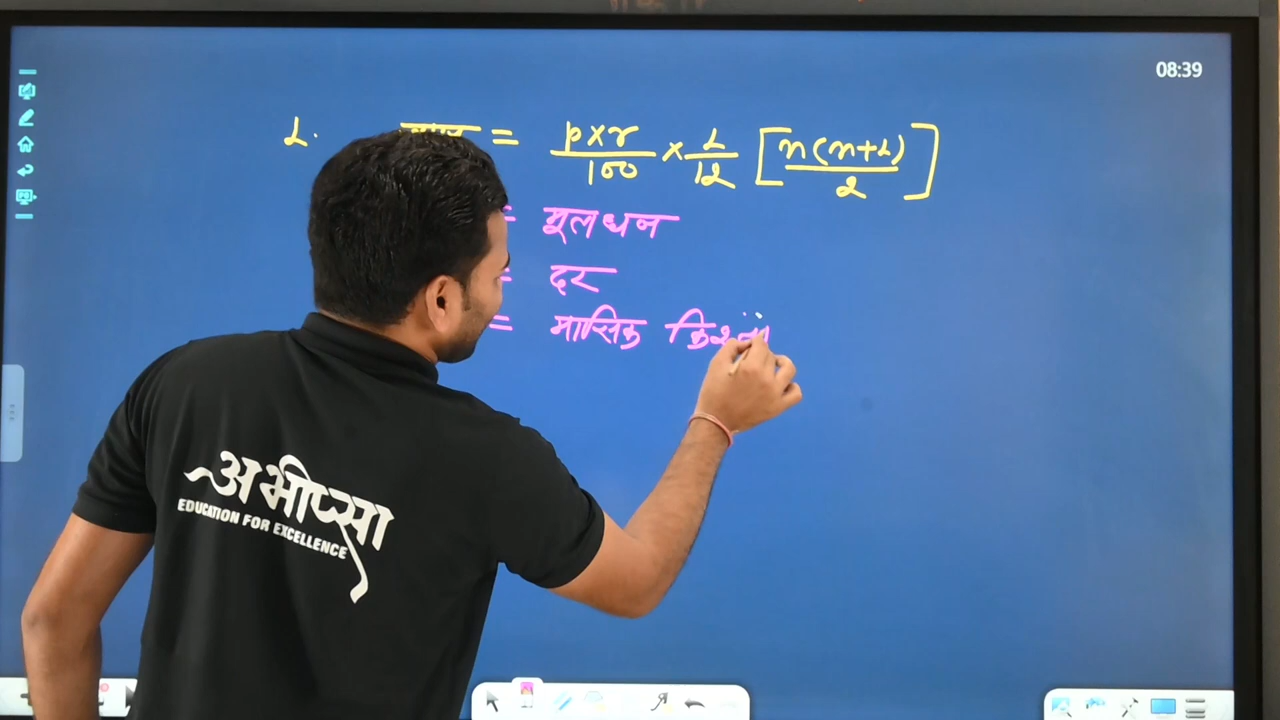 08:39
1. = p×r/100 × 1/12 [n(n+1)/2]
= मूलधन
= दर
= मासिक किश्तों
अभीप्सा
EDUCATION FOR EXCELLENCE